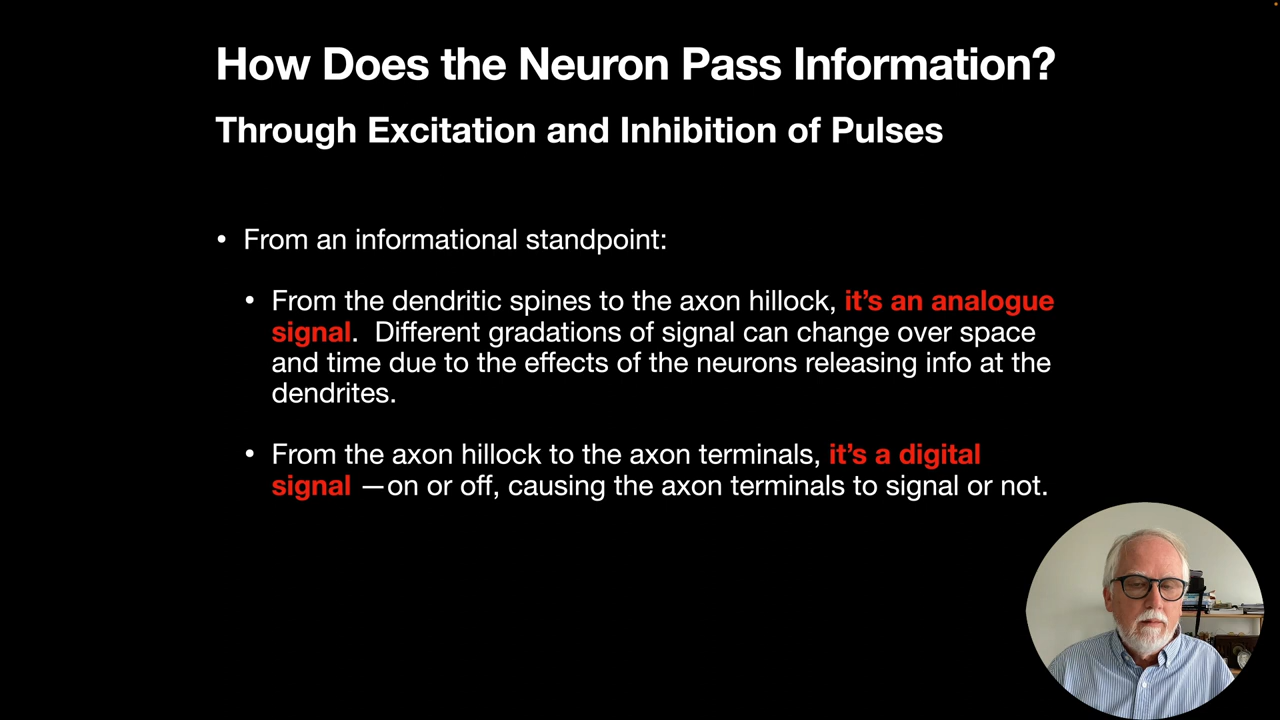 How Does the Neuron Pass Information?
Through Excitation and Inhibition of Pulses
• From an informational standpoint:
• From the dendritic spines to the axon hillock, it’s an analogue
signal.  Different gradations of signal can change over space
and time due to the effects of the neurons releasing info at the
dendrites.
• From the axon hillock to the axon terminals, it’s a digital
signal —on or off, causing the axon terminals to signal or not.